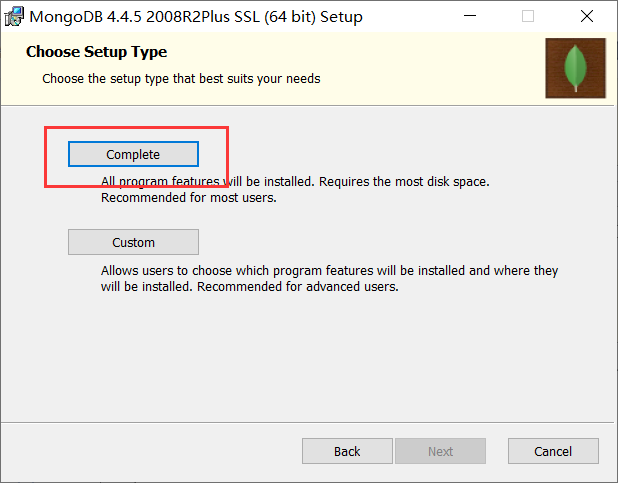 MongoDB 4.4.5 2008R2Plus SSL (64 bit) Setup
Choose Setup Type
Choose the setup type that best suits your needs
Complete
All program features will be installed. Requires the most disk space.
Recommended for most users.
Custom
Allows users to choose which program features will be installed and where they
will be installed. Recommended for advanced users.
Back
Next
Cancel